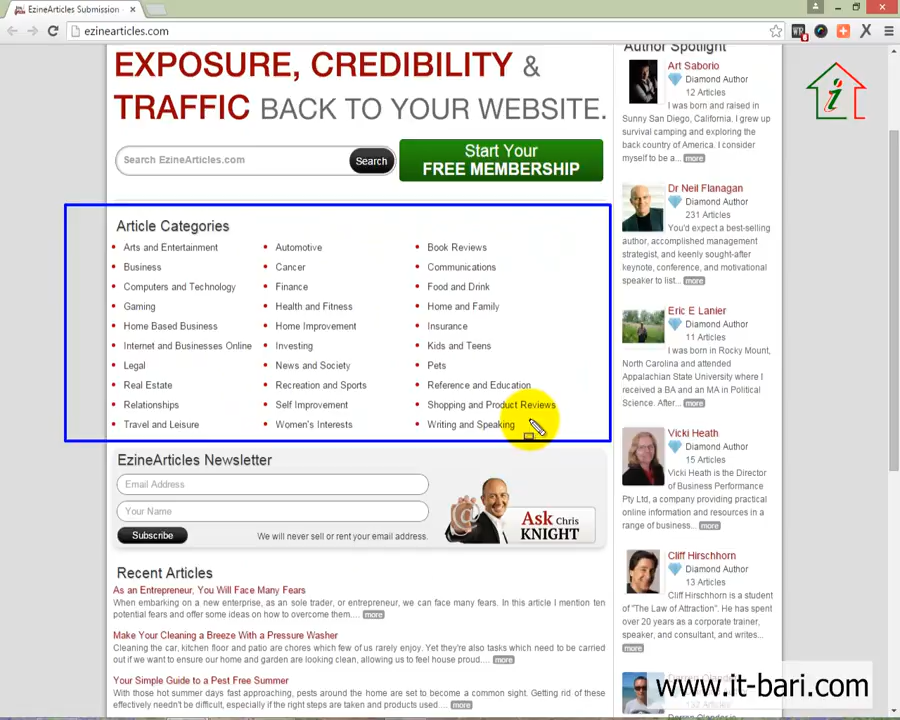 EzineArticles Submission -
ezinearticles.com
EXPOSURE, CREDIBILITY &
TRAFFIC BACK TO YOUR WEBSITE.
Search EzineArticles.com
Search
Start Your
FREE MEMBERSHIP
Article Categories
Arts and Entertainment
Automotive
Book Reviews
Business
Cancer
Communications
Computers and Technology
Finance
Food and Drink
Gaming
Health and Fitness
Home and Family
Home Based Business
Home Improvement
Insurance
Internet and Businesses Online
Investing
Kids and Teens
Legal
News and Society
Pets
Real Estate
Recreation and Sports
Reference and Education
Relationships
Self Improvement
Shopping and Product Reviews
Travel and Leisure
Women's Interests
Writing and Speaking
EzineArticles Newsletter
Email Address
Your Name
Subscribe
We will never sell or rent your email address.
Ask Chris
KNIGHT
Recent Articles
As an Entrepreneur, You Will Face Many Fears
When embarking on a new enterprise, as a sole trader, or entrepreneur, we can face many fears. In this article I mention ten
potential fears and offer some ideas on how to overcome them.... more
Make Your Cleaning a Breeze With a Pressure Washer
Cleaning the car, kitchen floor and patio are chores which few of us rarely enjoy. Yet they're also tasks which need to be carried
out if we want to ensure our home and garden are looking clean, allowing us to feel house proud.... more
Your Simple Guide to a Pest Free Summer
With those hot summer days fast approaching, pests around the home are set to become a common sight. Getting rid of these
effectively needn't be difficult, especially if the right steps are taken and products used.... more
Author Spotlight
Art Saborio
Diamond Author
12 Articles
I was born and raised in
Sunny San Diego, California. I grew up
survival camping and exploring the
back country of America. I consider
myself to be a... more
Dr Neil Flanagan
Diamond Author
231 Articles
You'd expect a best-selling
author, accomplished management
strategist, and keenly sought-after
keynote, conference, and motivational
speaker to list... more
Eric E Lanier
Diamond Author
11 Articles
I was born in Rocky Mount,
North Carolina and attended
Appalachian State University where I
received a BA and an MA in Political
Science. After... more
Vicki Heath
Diamond Author
15 Articles
Vicki Heath is the Director
of Business Performance
Pty Ltd, a company providing practical
online information and resources in a
range of business... more
Cliff Hirschhorn
Diamond Author
13 Articles
Cliff Hirschhorn is a student
of "The Law of Attraction". He has spent
over 20 years as a corporate trainer,
speaker, and consultant, and writes...
more
www.it-bari.com